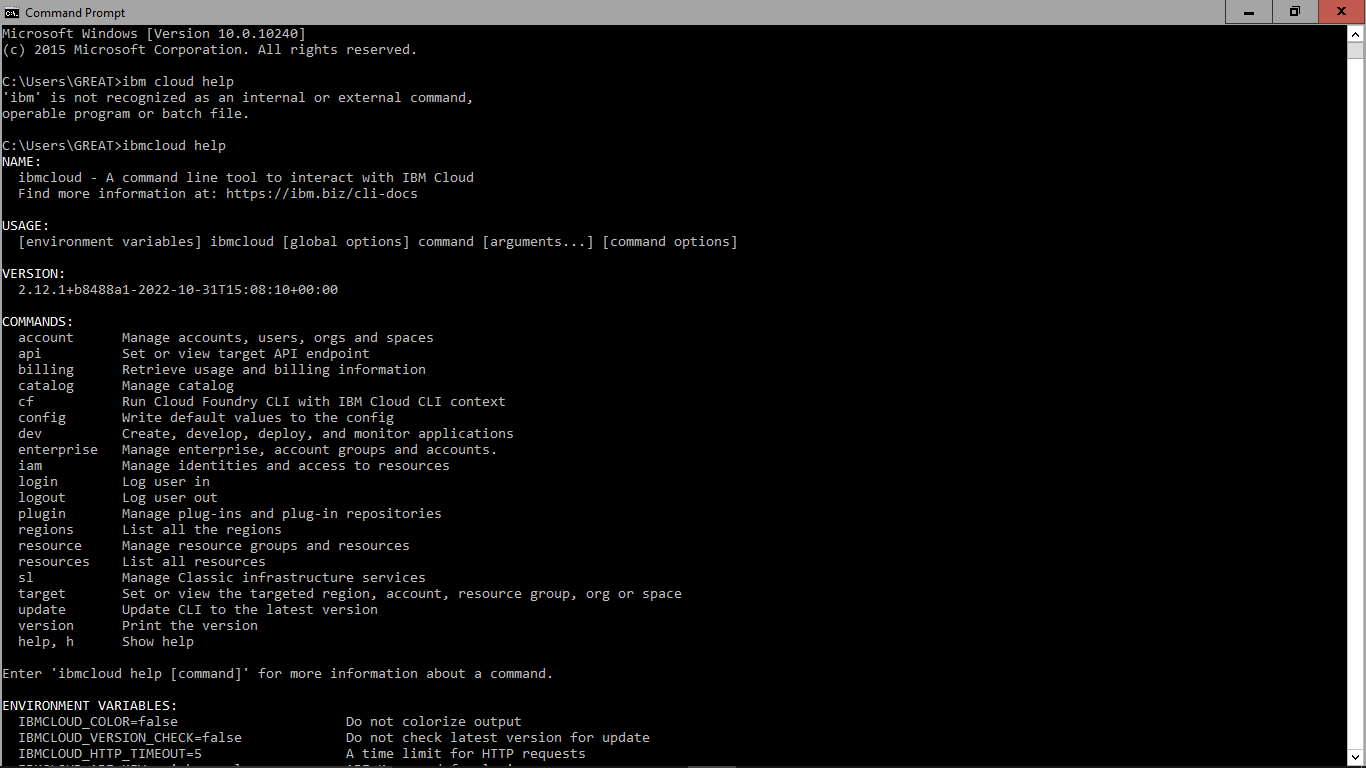 Command Prompt
Microsoft Windows [Version 10.0.10240]
(c) 2015 Microsoft Corporation. All rights reserved.
C:\Users\GREAT>ibm cloud help
'ibm' is not recognized as an internal or external command,
operable program or batch file.
C:\Users\GREAT>ibmcloud help
NAME:
ibmcloud - A command line tool to interact with IBM Cloud
Find more information at: https://ibm.biz/cli-docs
USAGE:
[environment variables] ibmcloud [global options] command [arguments...] [command options]
VERSION:
2.12.1+b8488a1-2022-10-31T15:08:10+00:00
COMMANDS:
account Manage accounts, users, orgs and spaces
api Set or view target API endpoint
billing Retrieve usage and billing information
catalog Manage catalog
cf Run Cloud Foundry CLI with IBM Cloud CLI context
config Write default values to the config
dev Create, develop, deploy, and monitor applications
enterprise Manage enterprise, account groups and accounts.
iam Manage identities and access to resources
login Log user in
logout Log user out
plugin Manage plug-ins and plug-in repositories
regions List all the regions
resource Manage resource groups and resources
resources List all resources
sl Manage Classic infrastructure services
target Set or view the targeted region, account, resource group, org or space
update Update CLI to the latest version
version Print the version
help, h Show help
Enter 'ibmcloud help [command]' for more information about a command.
ENVIRONMENT VARIABLES:
IBMCLOUD_COLOR=false Do not colorize output
IBMCLOUD_VERSION_CHECK=false Do not check latest version for update
IBMCLOUD_HTTP_TIMEOUT=5 A time limit for HTTP requests